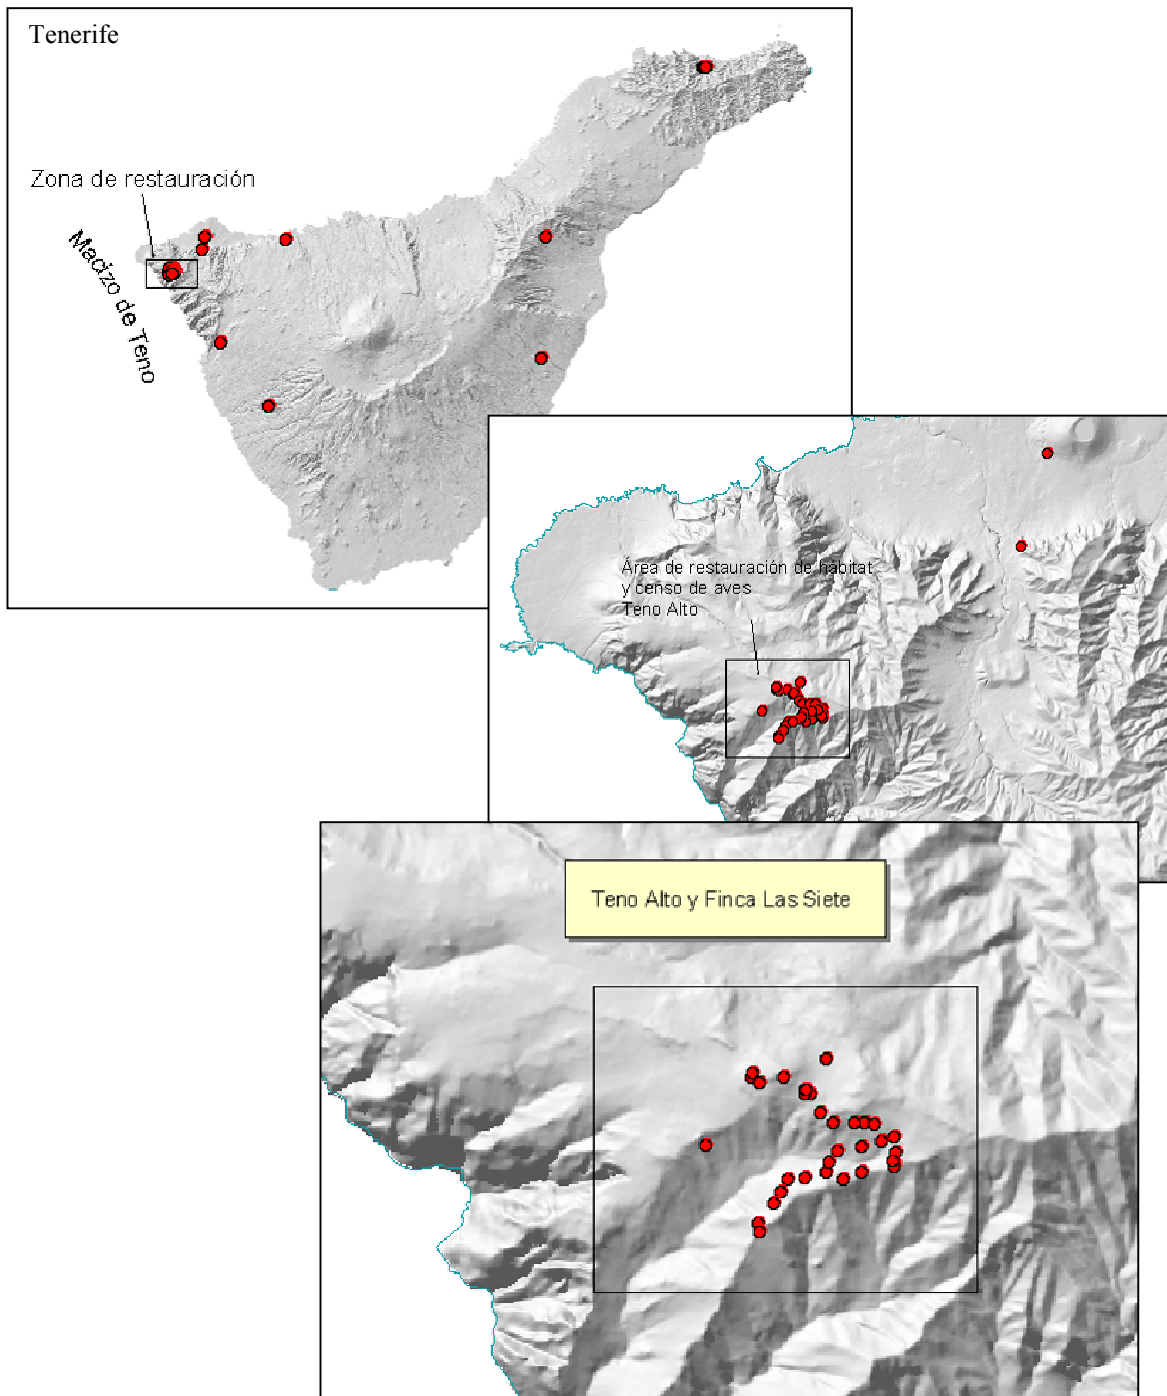 Tenerife
Zona de restauración
Macizo de Teno
Área de restauración de hábitat
y censo de aves
Teno Alto
Teno Alto y Finca Las Siete